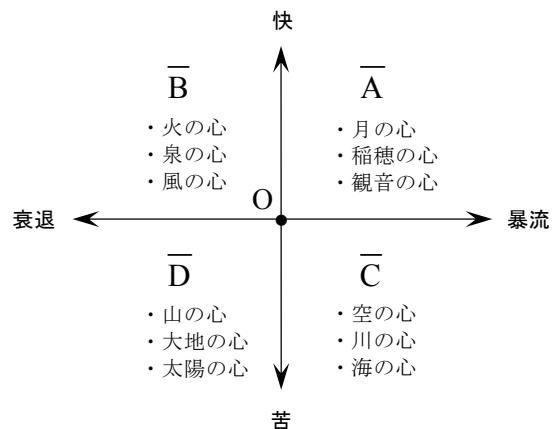 快
B
・火の心
・泉の心
・風の心
A
・月の心
・稲穂の心
・観音の心
O
衰退
暴流
D
・山の心
・大地の心
・太陽の心
C
・空の心
・川の心
・海の心
苦